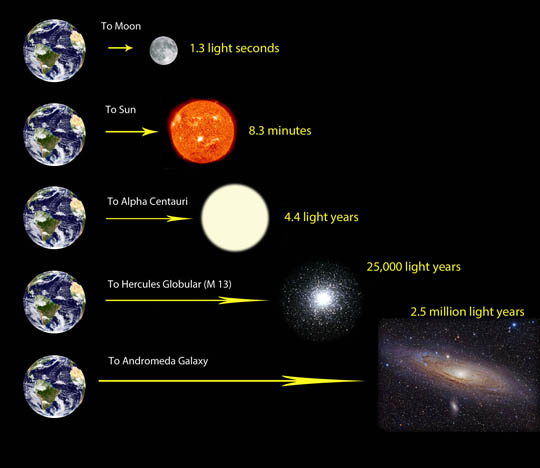 To Moon
1.3 light seconds
To Sun
8.3 minutes
To Alpha Centauri
4.4 light years
To Hercules Globular (M 13)
25,000 light years
To Andromeda Galaxy
2.5 million light years